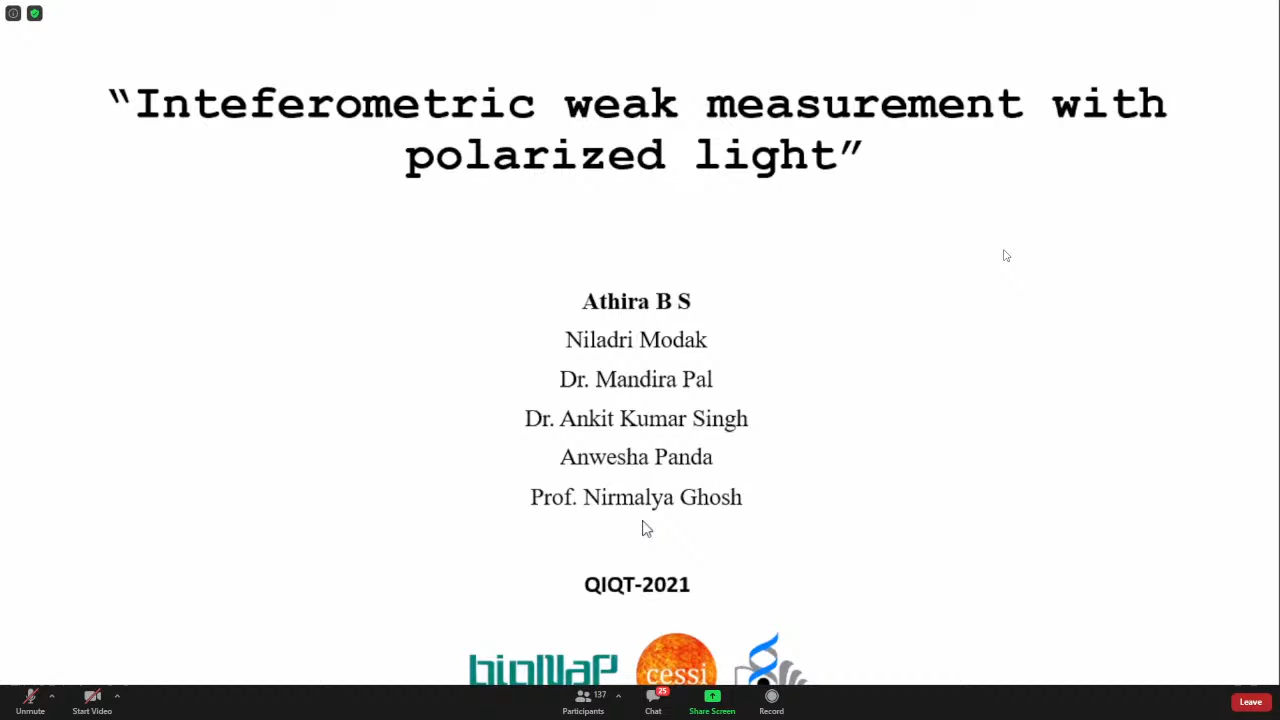 “Inteferometric weak measurement with
polarized light”
Athira B S
Niladri Modak
Dr. Mandira Pal
Dr. Ankit Kumar Singh
Anwesha Panda
Prof. Nirmalya Ghosh
QIQT-2021
bioNaP
cessi
137
25
Unmute
Start Video
Participants
Chat
Share Screen
Record
Leave